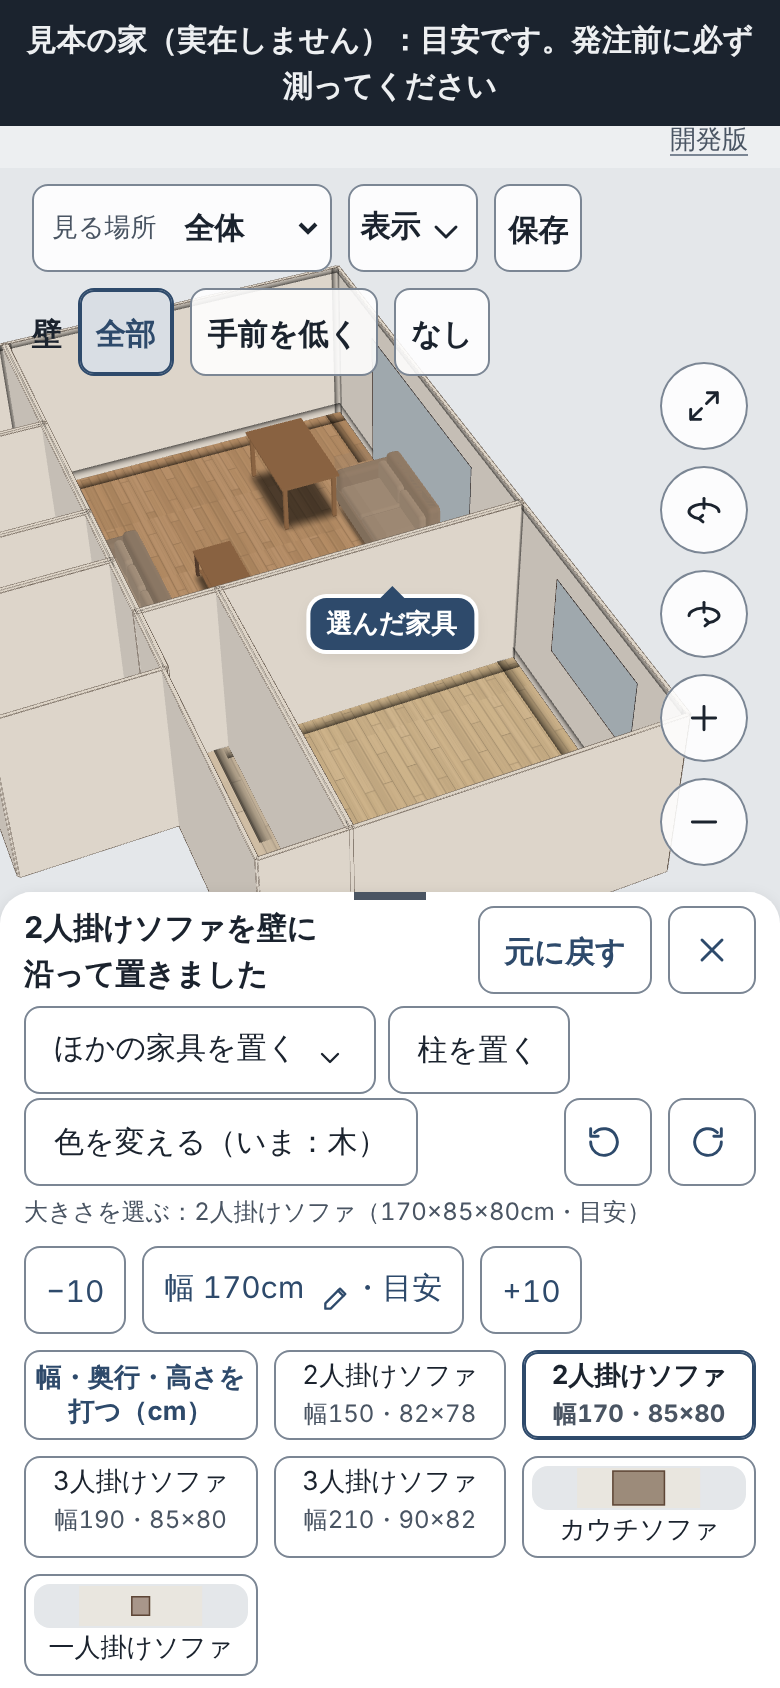 見本の家（実在しません）：目安です。発注前に必ず
測ってください
開発版
見る場所 全体 表示 保存
壁 全部 手前を低く なし
選んだ家具
2人掛けソファを壁に
沿って置きました
元に戻す
ほかの家具を置く 柱を置く
色を変える（いま：木）
大きさを選ぶ：2人掛けソファ（170×85×80cm・目安）
−10 幅 170cm ・目安 +10
幅・奥行・高さを
打つ（cm）
2人掛けソファ
幅150・82×78
2人掛けソファ
幅170・85×80
3人掛けソファ
幅190・85×80
3人掛けソファ
幅210・90×82
カウチソファ
一人掛けソファ